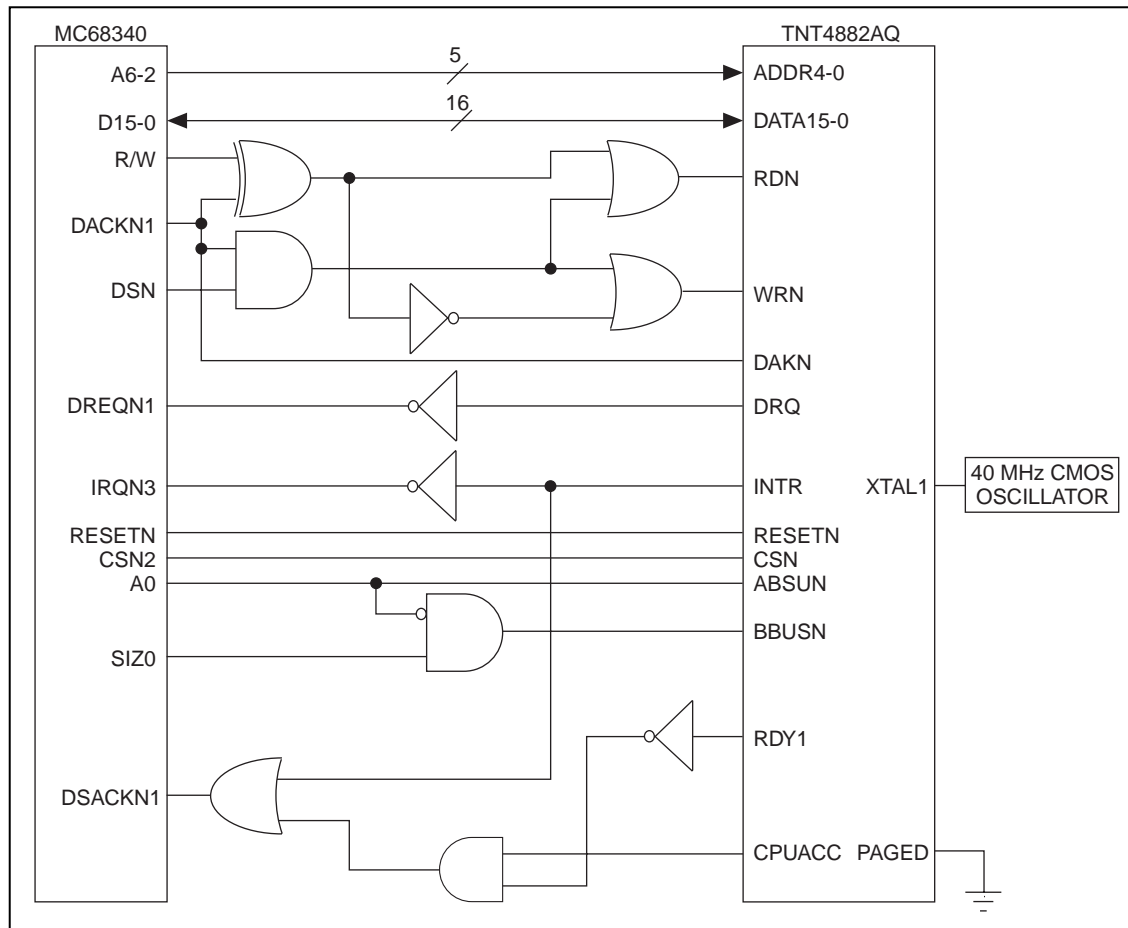 MC68340
TNT4882AQ
A6-2
5
ADDR4-0
D15-0
16
DATA15-0
R/W
RDN
DACKN1
DSN
WRN
DAKN
DREQN1
DRQ
IRQN3
INTR
XTAL1
40 MHz CMOS
OSCILLATOR
RESETN
RESETN
CSN2
CSN
A0
ABSUN
BBUSN
SIZ0
RDY1
DSACKN1
CPUACC
PAGED